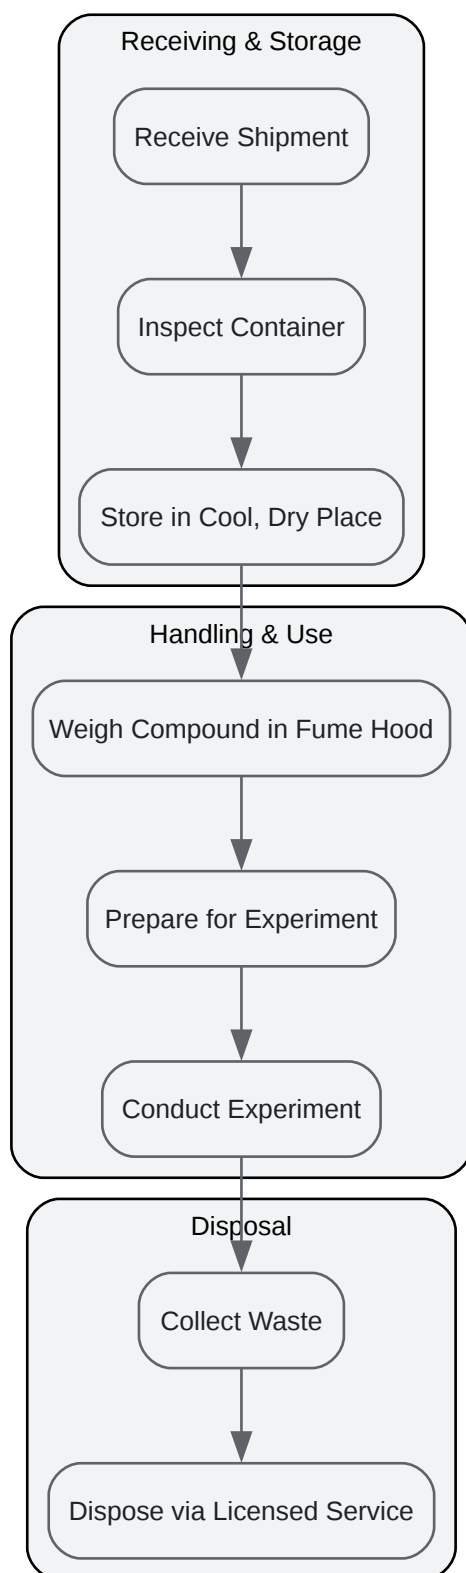 Receiving & Storage
Receive Shipment
Inspect Container
Store in Cool, Dry Place
Handling & Use
Weigh Compound in Fume Hood
Prepare for Experiment
Conduct Experiment
Disposal
Collect Waste
Dispose via Licensed Service